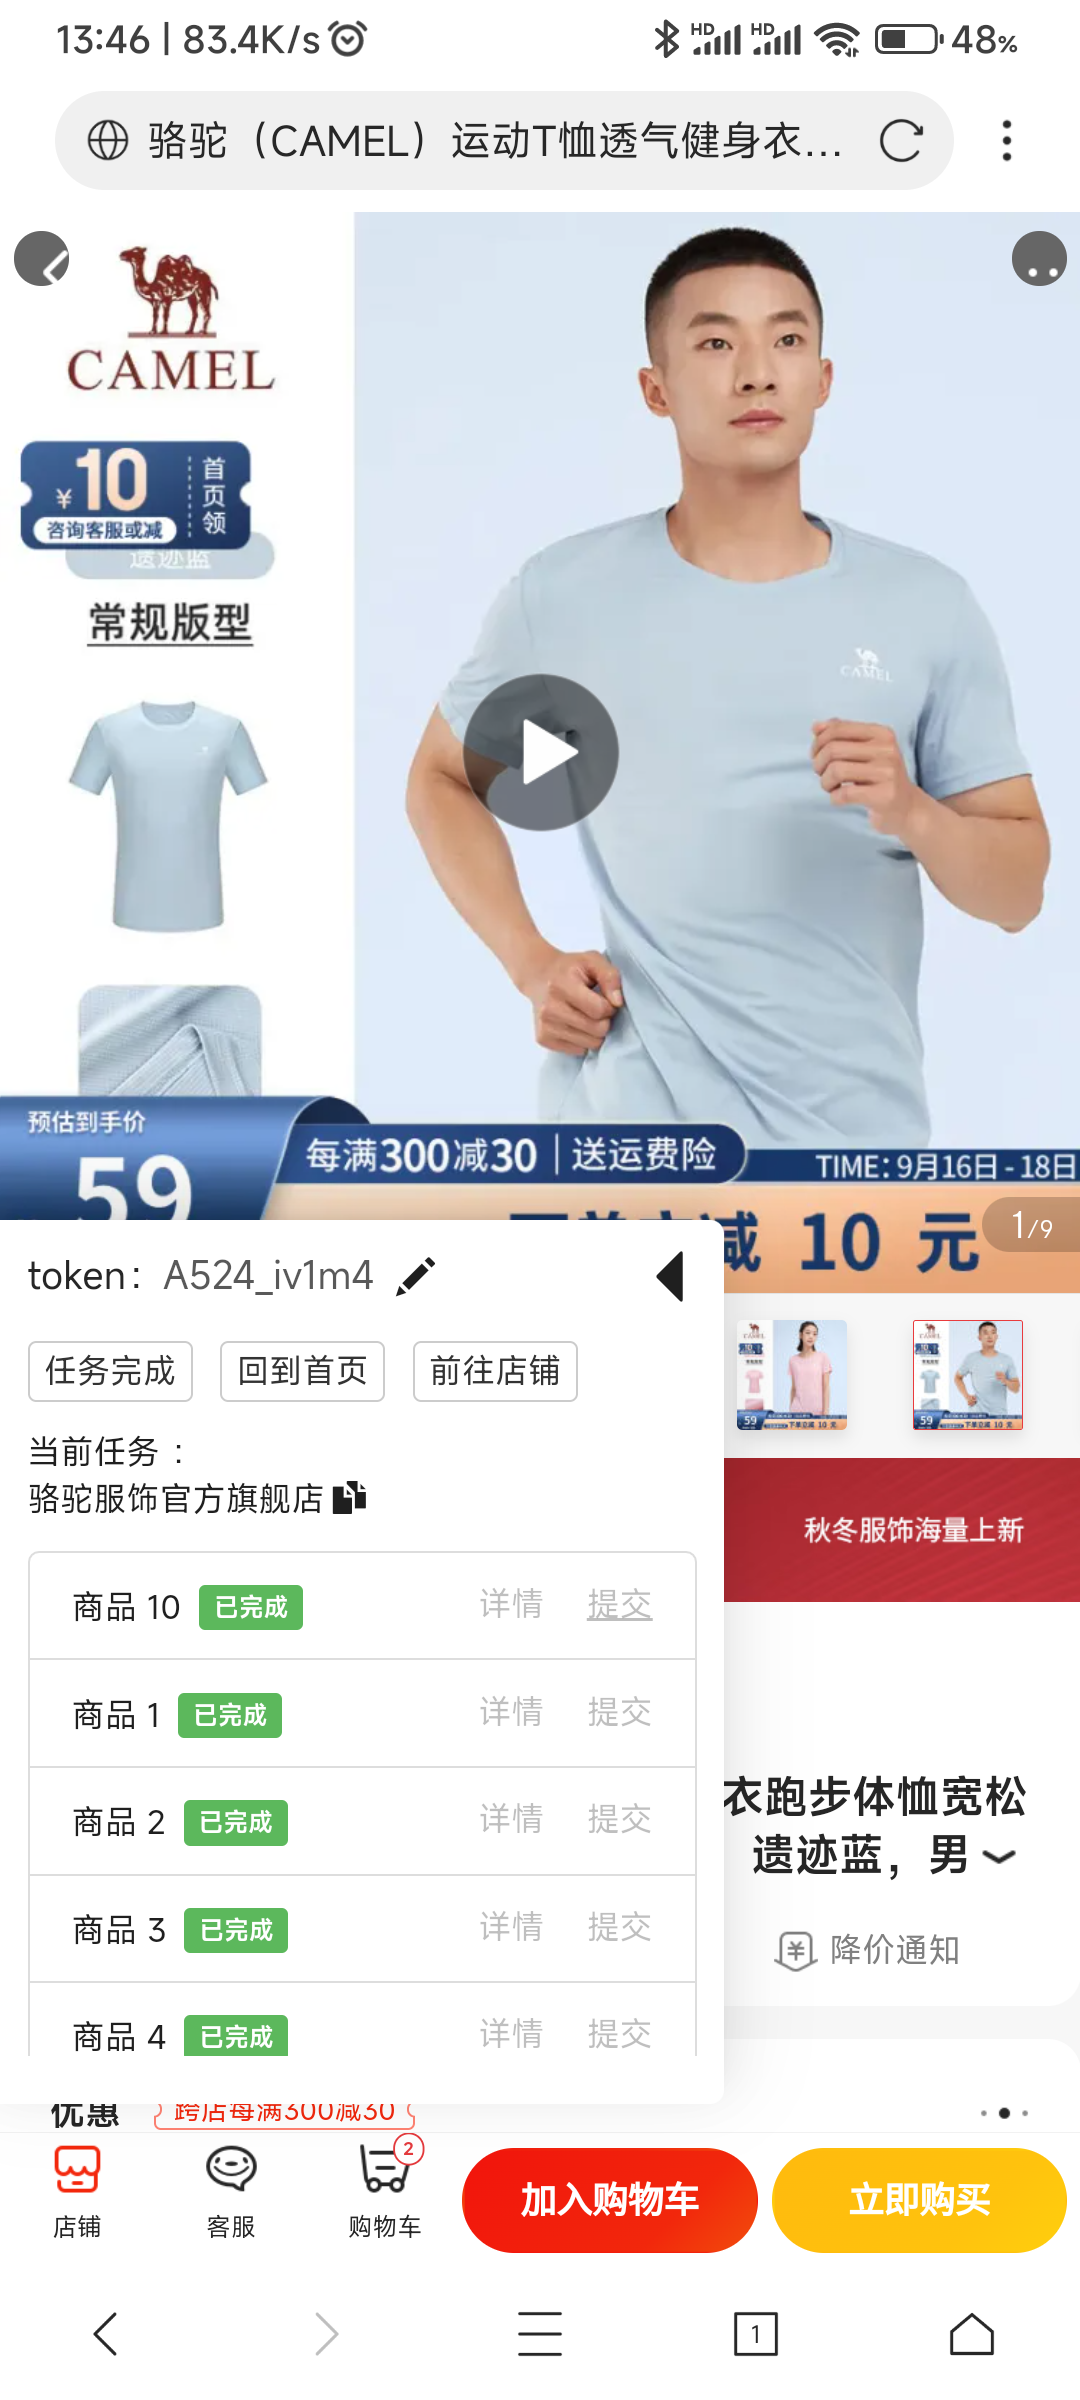 13:46 | 83.4K/s
HD HD 48%
骆驼（CAMEL）运动T恤透气健身衣...
CAMEL
¥10
首页领
咨询客服或减
遗迹蓝
常规版型
CAMEL
预估到手价
59
每满300减30 | 送运费险
TIME: 9月16日 - 18日
减 10 元
1/9
token: A524_iv1m4
任务完成 回到首页 前往店铺
当前任务 :
骆驼服饰官方旗舰店
秋冬服饰海量上新
商品 10 已完成 详情 提交
商品 1 已完成 详情 提交
商品 2 已完成 详情 提交
衣跑步体恤宽松
遗迹蓝，男
商品 3 已完成 详情 提交
降价通知
商品 4 已完成 详情 提交
优惠 跨店每满300减30
店铺 客服 购物车 2 加入购物车 立即购买
1